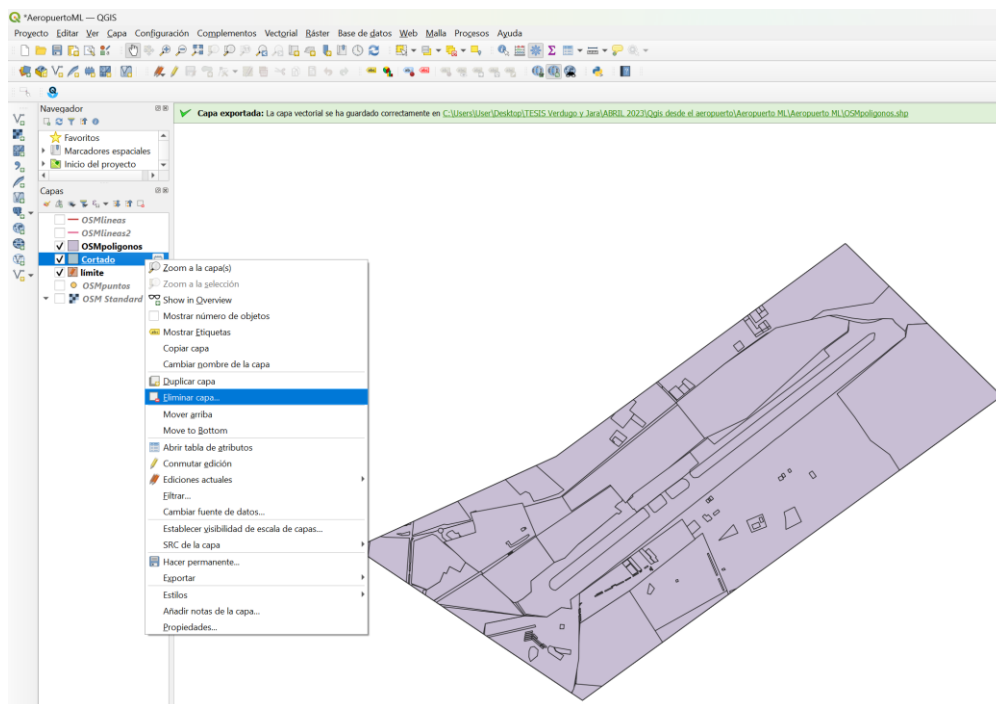 *AeropuertoML — QGIS
Proyecto Editar Ver Capa Configuración Complementos Vectorial Ráster Base de datos Web Malla Procesos Ayuda
Navegador
Favoritos
Marcadores espaciales
Inicio del proyecto
Capa exportada: La capa vectorial se ha guardado correctamente en C:\Users\User\Desktop\TESIS Verdugo y Jara\ABRIL 2023\Qgis desde el aeropuerto\Aeropuerto ML\Aeropuerto ML\OSMpoligonos.shp
Capas
OSMlineas
OSMlineas2
OSMpoligonos
Cortado
límite
OSMpuntos
OSM Standard
Zoom a la capa(s)
Zoom a la selección
Show in Overview
Mostrar número de objetos
Mostrar Etiquetas
Copiar capa
Cambiar nombre de la capa
Duplicar capa
Eliminar capa...
Mover arriba
Move to Bottom
Abrir tabla de atributos
Conmutar edición
Ediciones actuales
Filtrar...
Cambiar fuente de datos...
Establecer visibilidad de escala de capas...
SRC de la capa
Hacer permanente...
Exportar
Estilos
Añadir notas de la capa...
Propiedades...